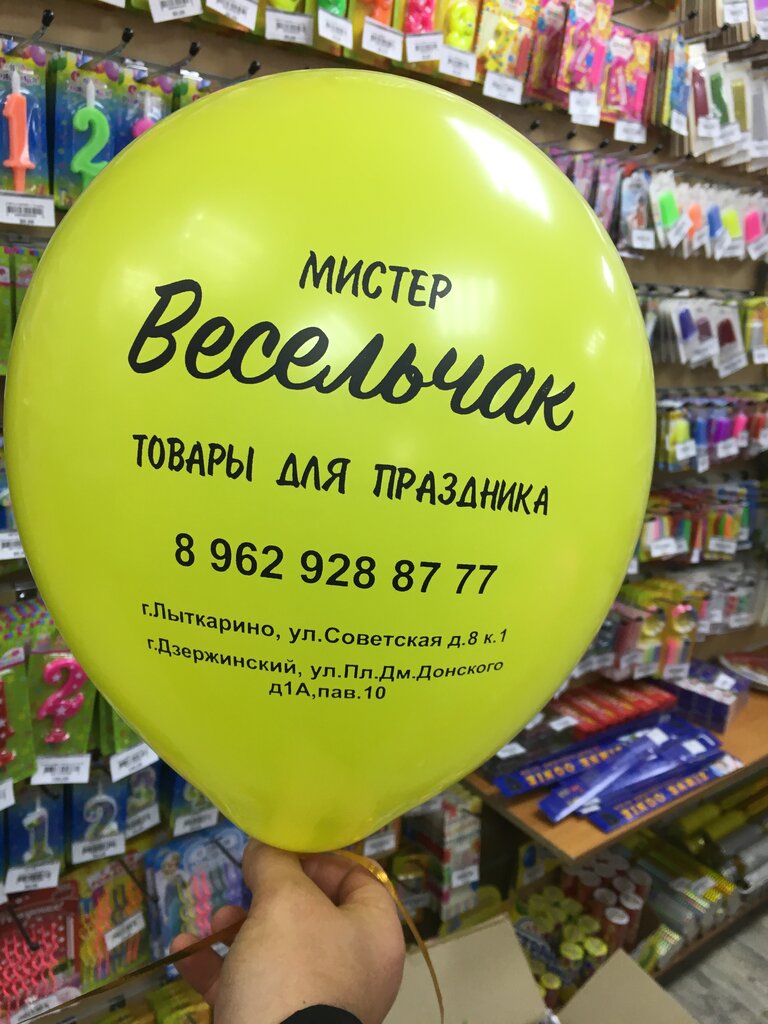 МИСТЕР
Весельчак
ТОВАРЫ ДЛЯ ПРАЗДНИКА
8 962 928 87 77
г.Лыткарино, ул.Советская д.8 к.1
г.Дзержинский, ул.Пл.Дм.Донского
д1А,пав.10